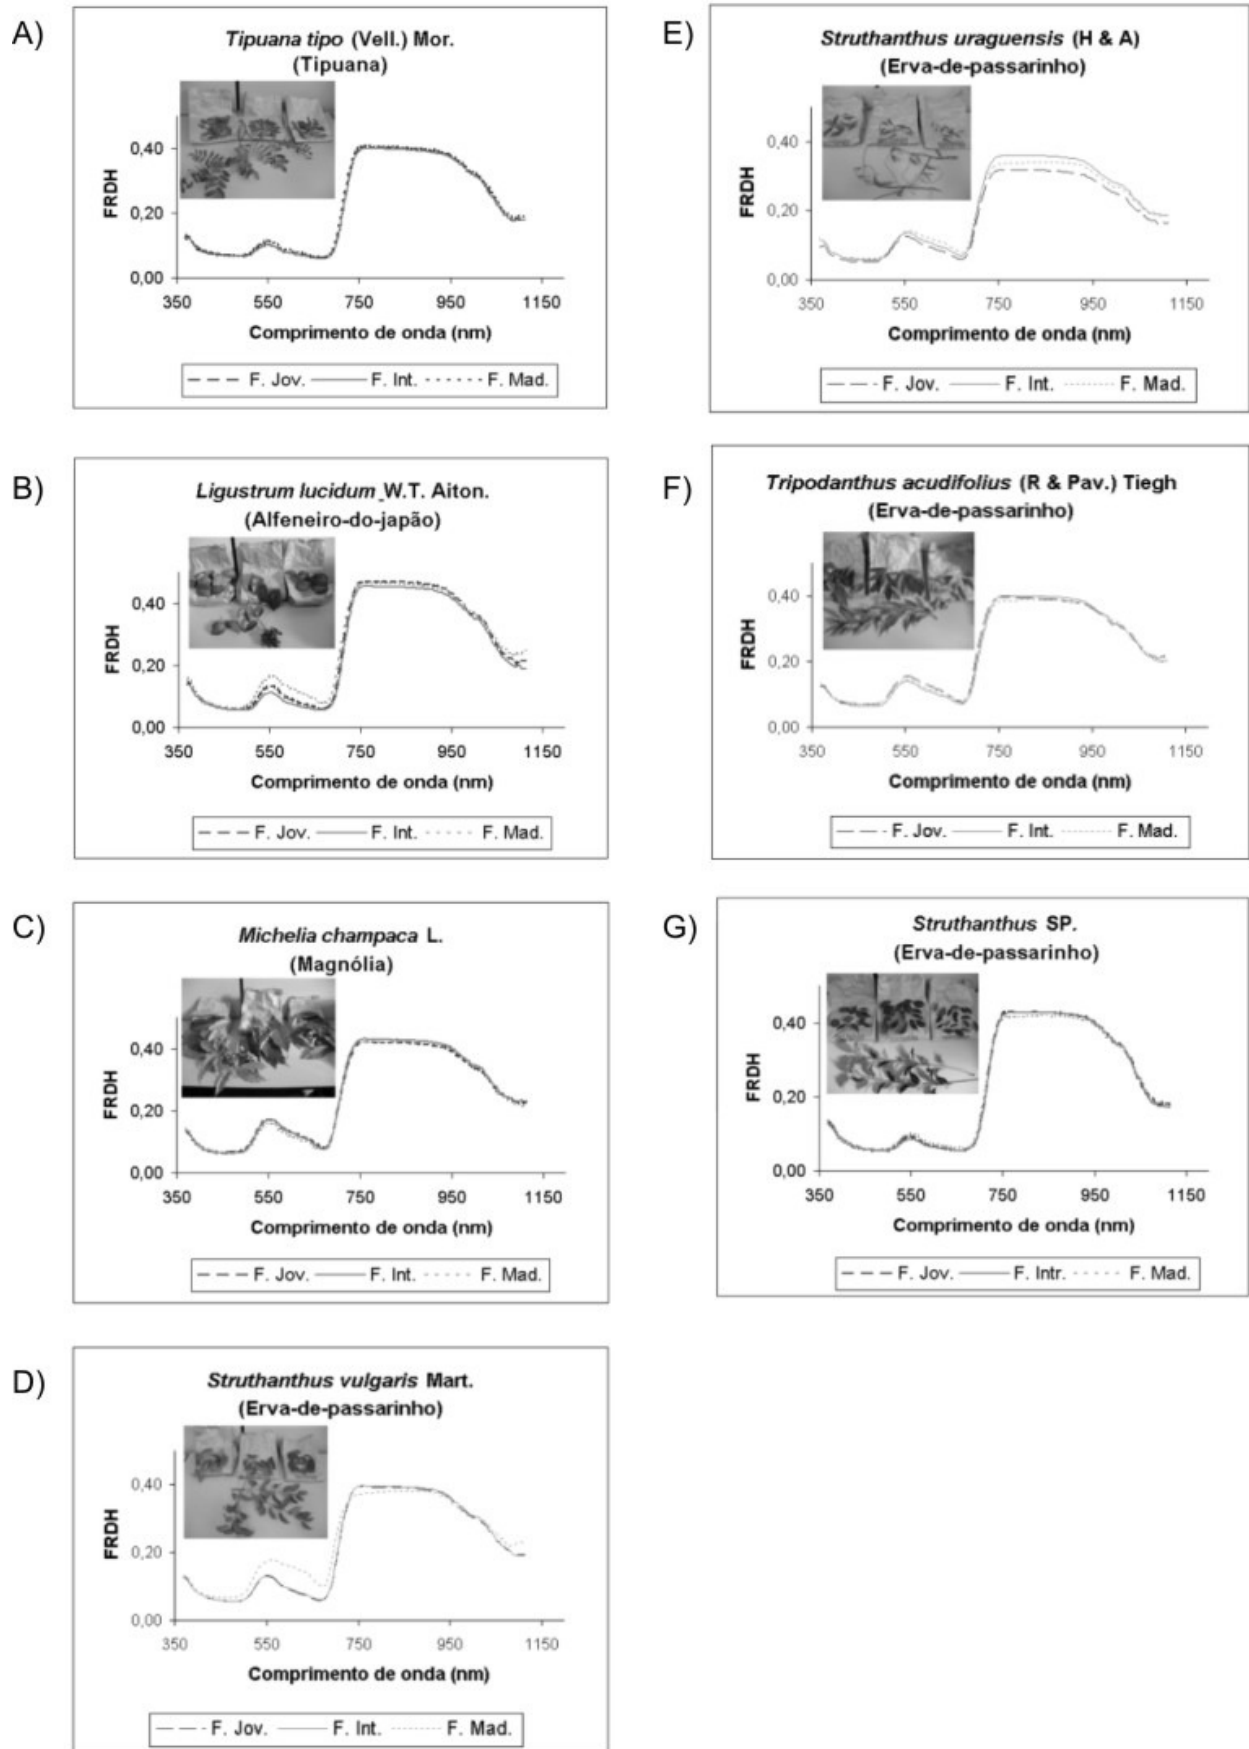 A)
Tipuana tipo (Vell.) Mor.
(Tipuana)
FRDH
0,40
0,20
0,00
350 550 750 950 1150
Comprimento de onda (nm)
F. Jov. F. Int. F. Mad.
B)
Ligustrum lucidum W.T. Aiton.
(Alfeneiro-do-japão)
FRDH
0,40
0,20
0,00
350 550 750 950 1150
Comprimento de onda (nm)
F. Jov. F. Int. F. Mad.
C)
Michelia champaca L.
(Magnólia)
FRDH
0,40
0,20
0,00
350 550 750 950 1150
Comprimento de onda (nm)
F. Jov. F. Int. F. Mad.
D)
Struthanthus vulgaris Mart.
(Erva-de-passarinho)
FRDH
0,40
0,20
0,00
350 550 750 950 1150
Comprimento de onda (nm)
F. Jov. F. Int. F. Mad.
E)
Struthanthus uraguensis (H & A)
(Erva-de-passarinho)
FRDH
0,40
0,20
0,00
350 550 750 950 1150
Comprimento de onda (nm)
F. Jov. F. Int. F. Mad.
F)
Tripodanthus acudifolius (R & Pav.) Tiegh
(Erva-de-passarinho)
FRDH
0,40
0,20
0,00
350 550 750 950 1150
Comprimento de onda (nm)
F. Jov. F. Int. F. Mad.
G)
Struthanthus SP.
(Erva-de-passarinho)
FRDH
0,40
0,20
0,00
350 550 750 950 1150
Comprimento de onda (nm)
F. Jov. F. Intr. F. Mad.